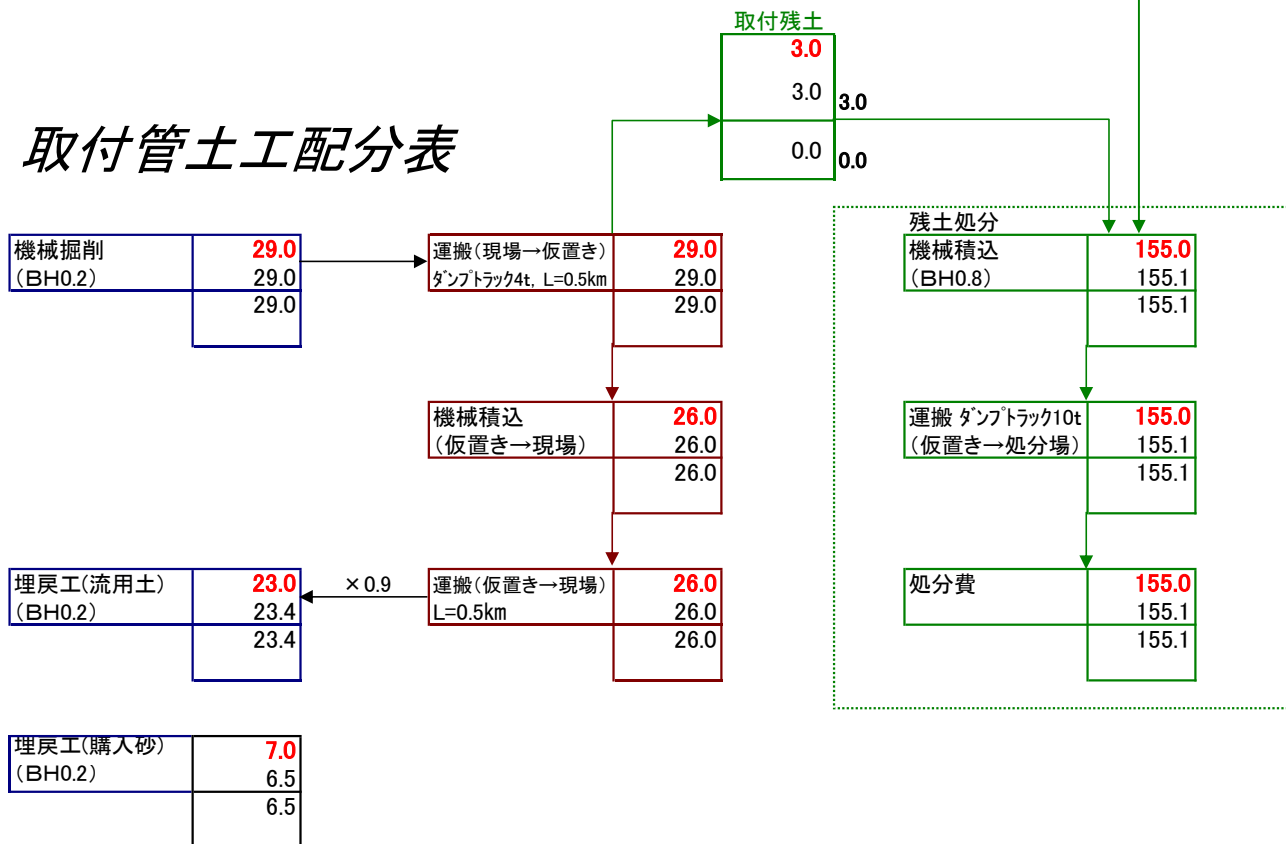 取付残土
3.0
3.0
3.0
0.0
0.0
取付管土工配分表
機械掘削
(BH0.2)
29.0
29.0
29.0
運搬(現場→仮置き)
ﾀﾞﾝﾌﾟﾄﾗｯｸ4t, L=0.5km
29.0
29.0
29.0
残土処分
機械積込
(BH0.8)
155.0
155.1
155.1
機械積込
(仮置き→現場)
26.0
26.0
26.0
運搬 ﾀﾞﾝﾌﾟﾄﾗｯｸ10t
(仮置き→処分場)
155.0
155.1
155.1
埋戻工(流用土)
(BH0.2)
23.0
23.4
23.4
×0.9
運搬(仮置き→現場)
L=0.5km
26.0
26.0
26.0
処分費
155.0
155.1
155.1
埋戻工(購入砂)
(BH0.2)
7.0
6.5
6.5